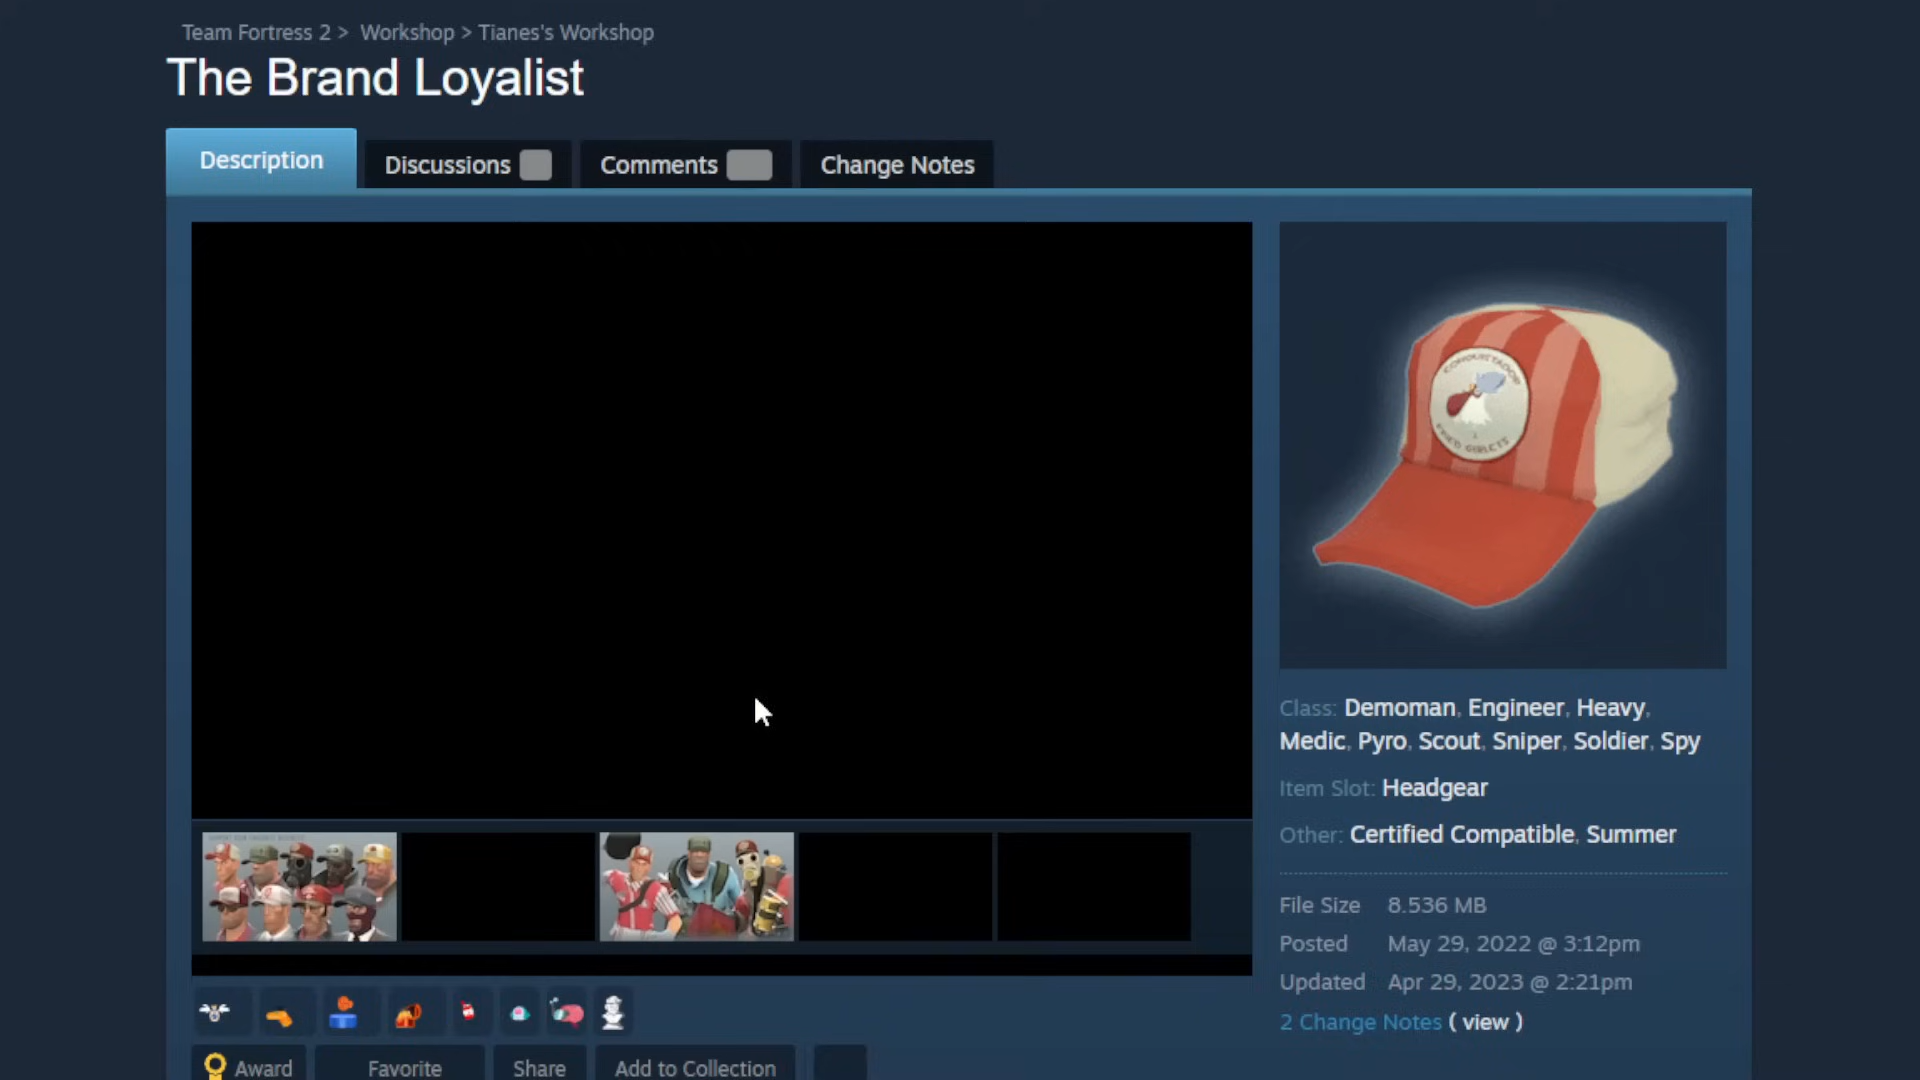 Team Fortress 2 > Workshop > Tianes's Workshop
The Brand Loyalist
Description
Discussions
Comments
Change Notes
CONQUISTADOR
Class: Demoman, Engineer, Heavy,
Medic, Pyro, Scout, Sniper, Soldier, Spy
Item Slot: Headgear
Other: Certified Compatible, Summer
File Size 8.536 MB
Posted May 29, 2022 @ 3:12pm
Updated Apr 29, 2023 @ 2:21pm
2 Change Notes ( view )
Award
Favorite
Share
Add to Collection